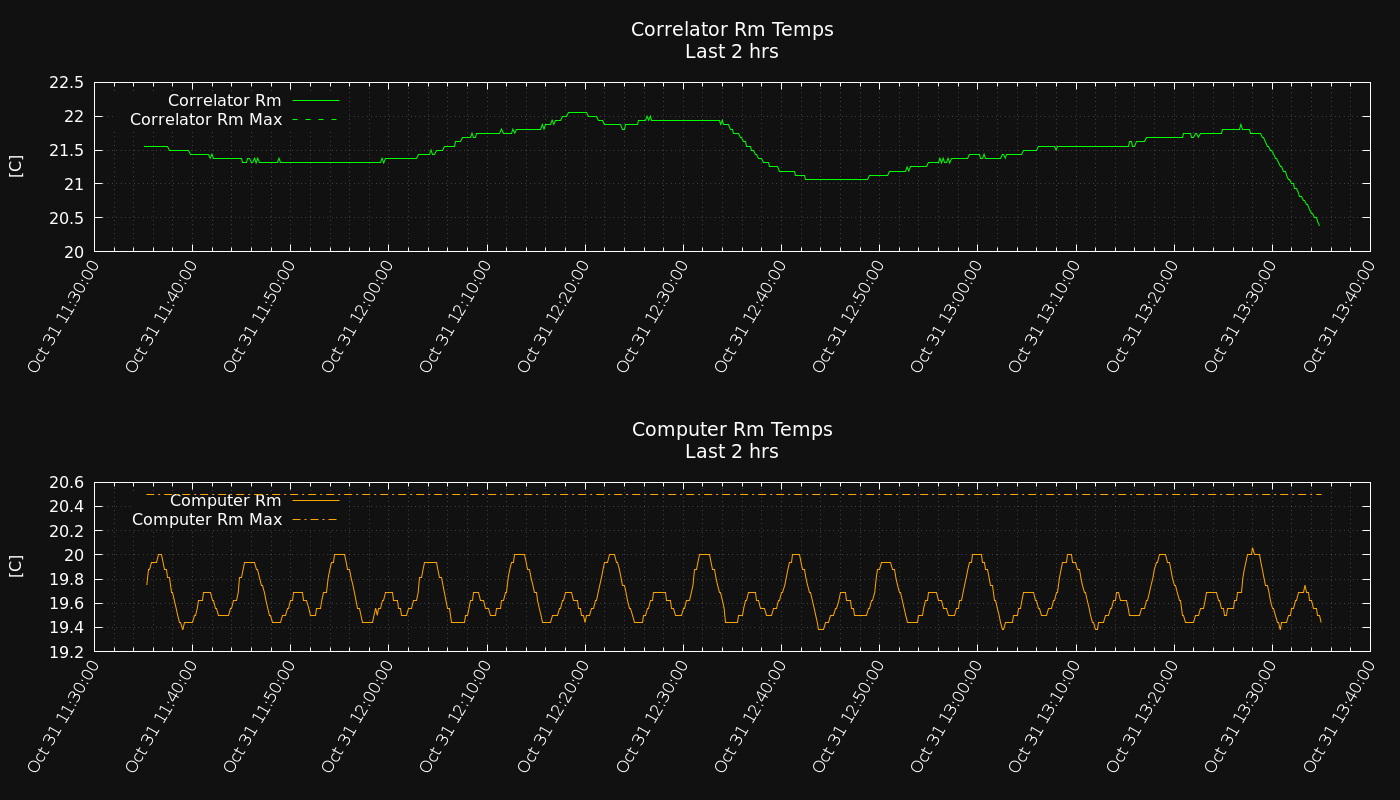 Correlator Rm Temps
Last 2 hrs
22.5
22
21.5
21
20.5
20
[C]
Correlator Rm
Correlator Rm Max
Oct 31 11:30:00
Oct 31 11:40:00
Oct 31 11:50:00
Oct 31 12:00:00
Oct 31 12:10:00
Oct 31 12:20:00
Oct 31 12:30:00
Oct 31 12:40:00
Oct 31 12:50:00
Oct 31 13:00:00
Oct 31 13:10:00
Oct 31 13:20:00
Oct 31 13:30:00
Oct 31 13:40:00
Computer Rm Temps
Last 2 hrs
20.6
20.4
20.2
20
19.8
19.6
19.4
19.2
[C]
Computer Rm
Computer Rm Max
Oct 31 11:30:00
Oct 31 11:40:00
Oct 31 11:50:00
Oct 31 12:00:00
Oct 31 12:10:00
Oct 31 12:20:00
Oct 31 12:30:00
Oct 31 12:40:00
Oct 31 12:50:00
Oct 31 13:00:00
Oct 31 13:10:00
Oct 31 13:20:00
Oct 31 13:30:00
Oct 31 13:40:00